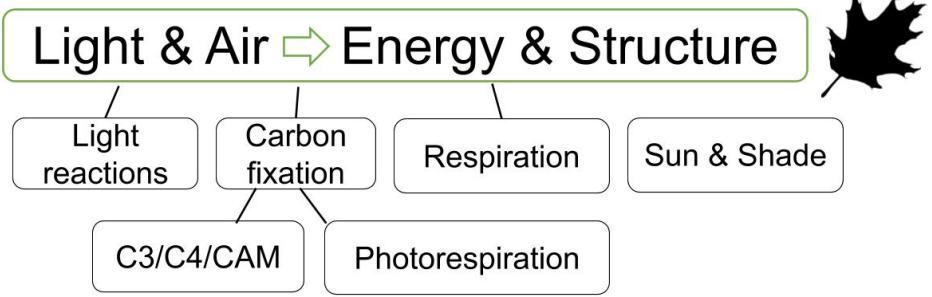 Light & Air ⇨ Energy & Structure
Light
reactions
Carbon
fixation
Respiration
Sun & Shade
C3/C4/CAM
Photorespiration